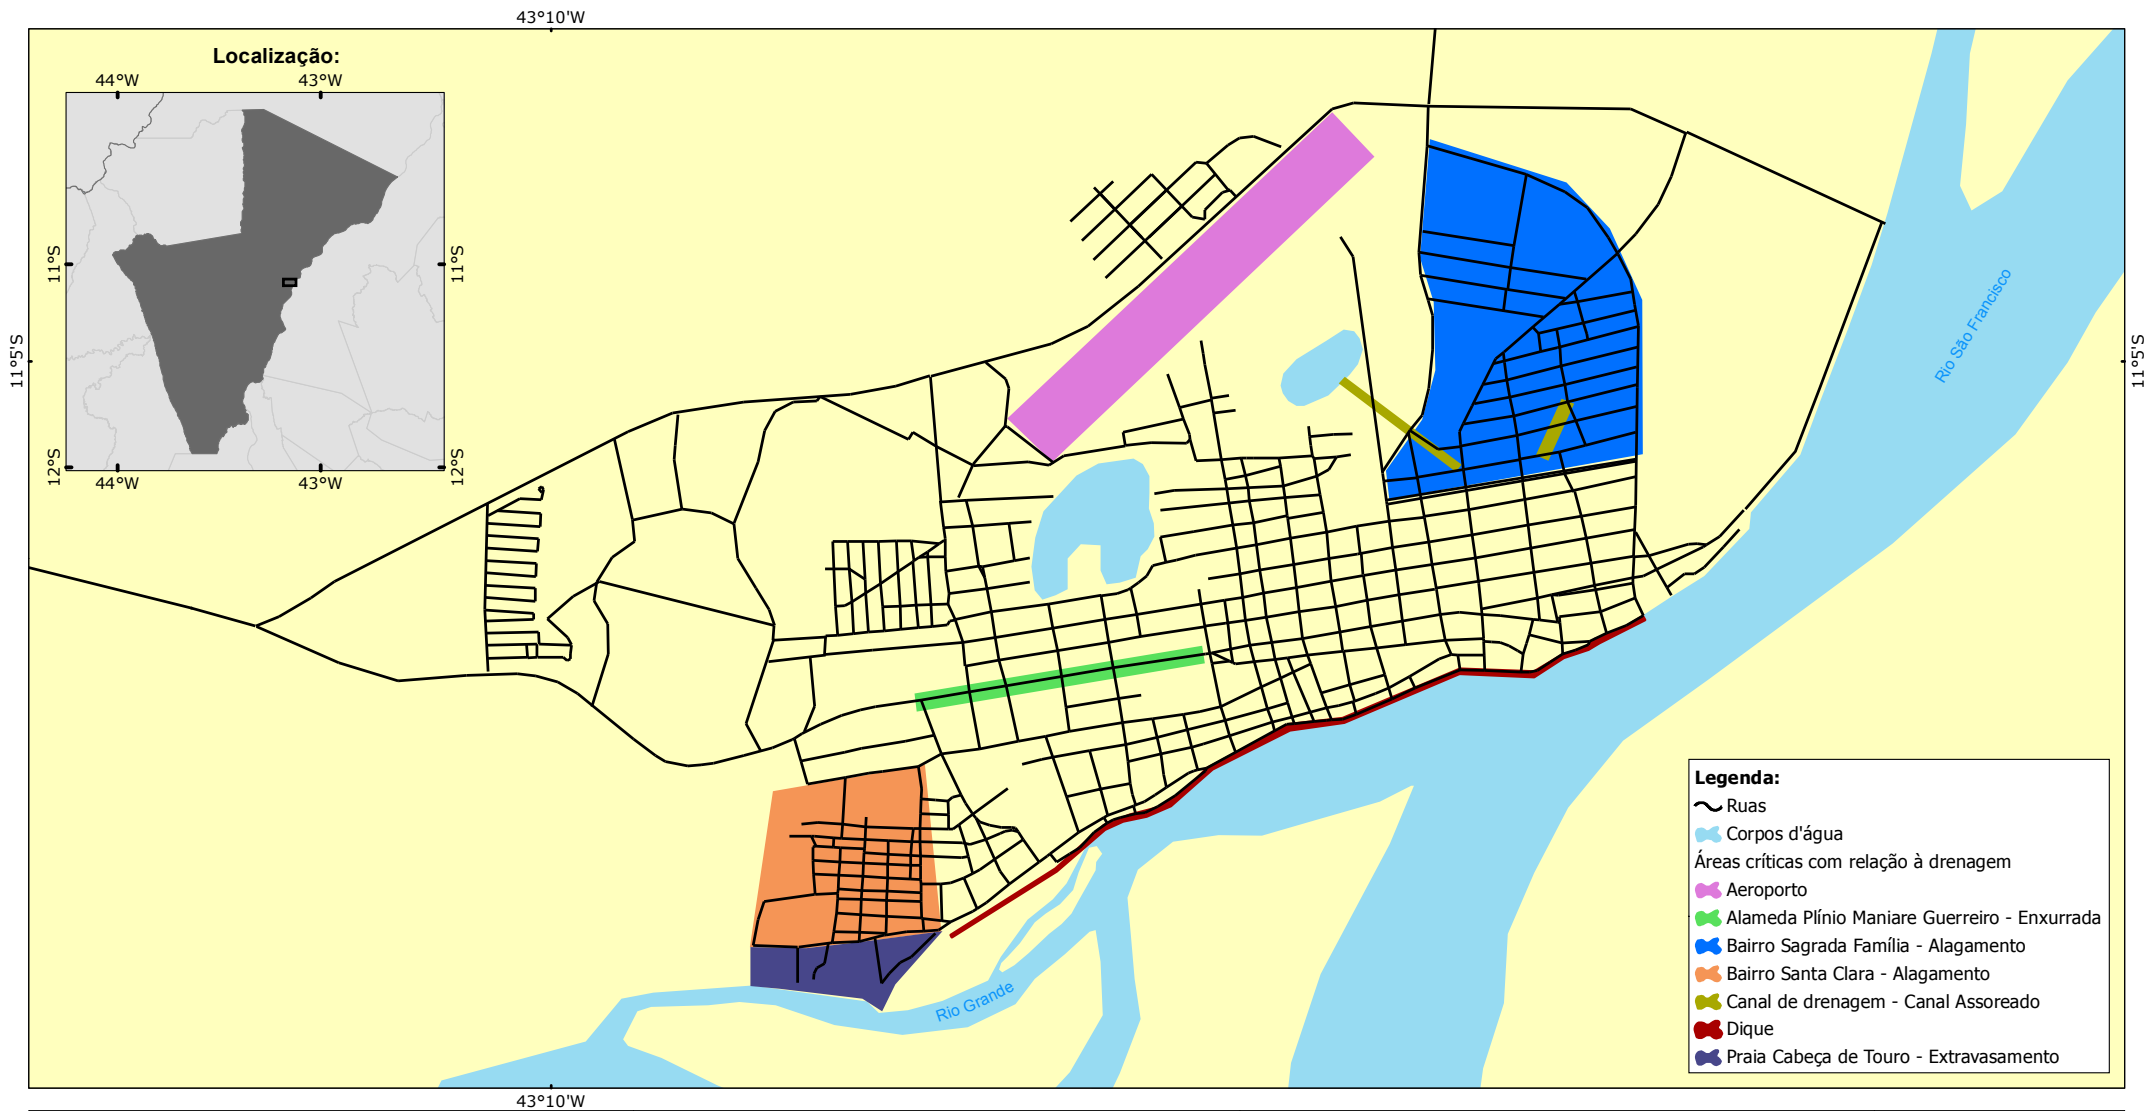 43°10'W
Localização:
44°W
43°W
11°S
11°S
12°S
12°S
44°W
43°W
11°5'S
11°5'S
Rio São Francisco
Rio Grande
Legenda:
Ruas
Corpos d'água
Áreas críticas com relação à drenagem
Aeroporto
Alameda Plínio Maniare Guerreiro - Enxurrada
Bairro Sagrada Família - Alagamento
Bairro Santa Clara - Alagamento
Canal de drenagem - Canal Assoreado
Dique
Praia Cabeça de Touro - Extravasamento
43°10'W